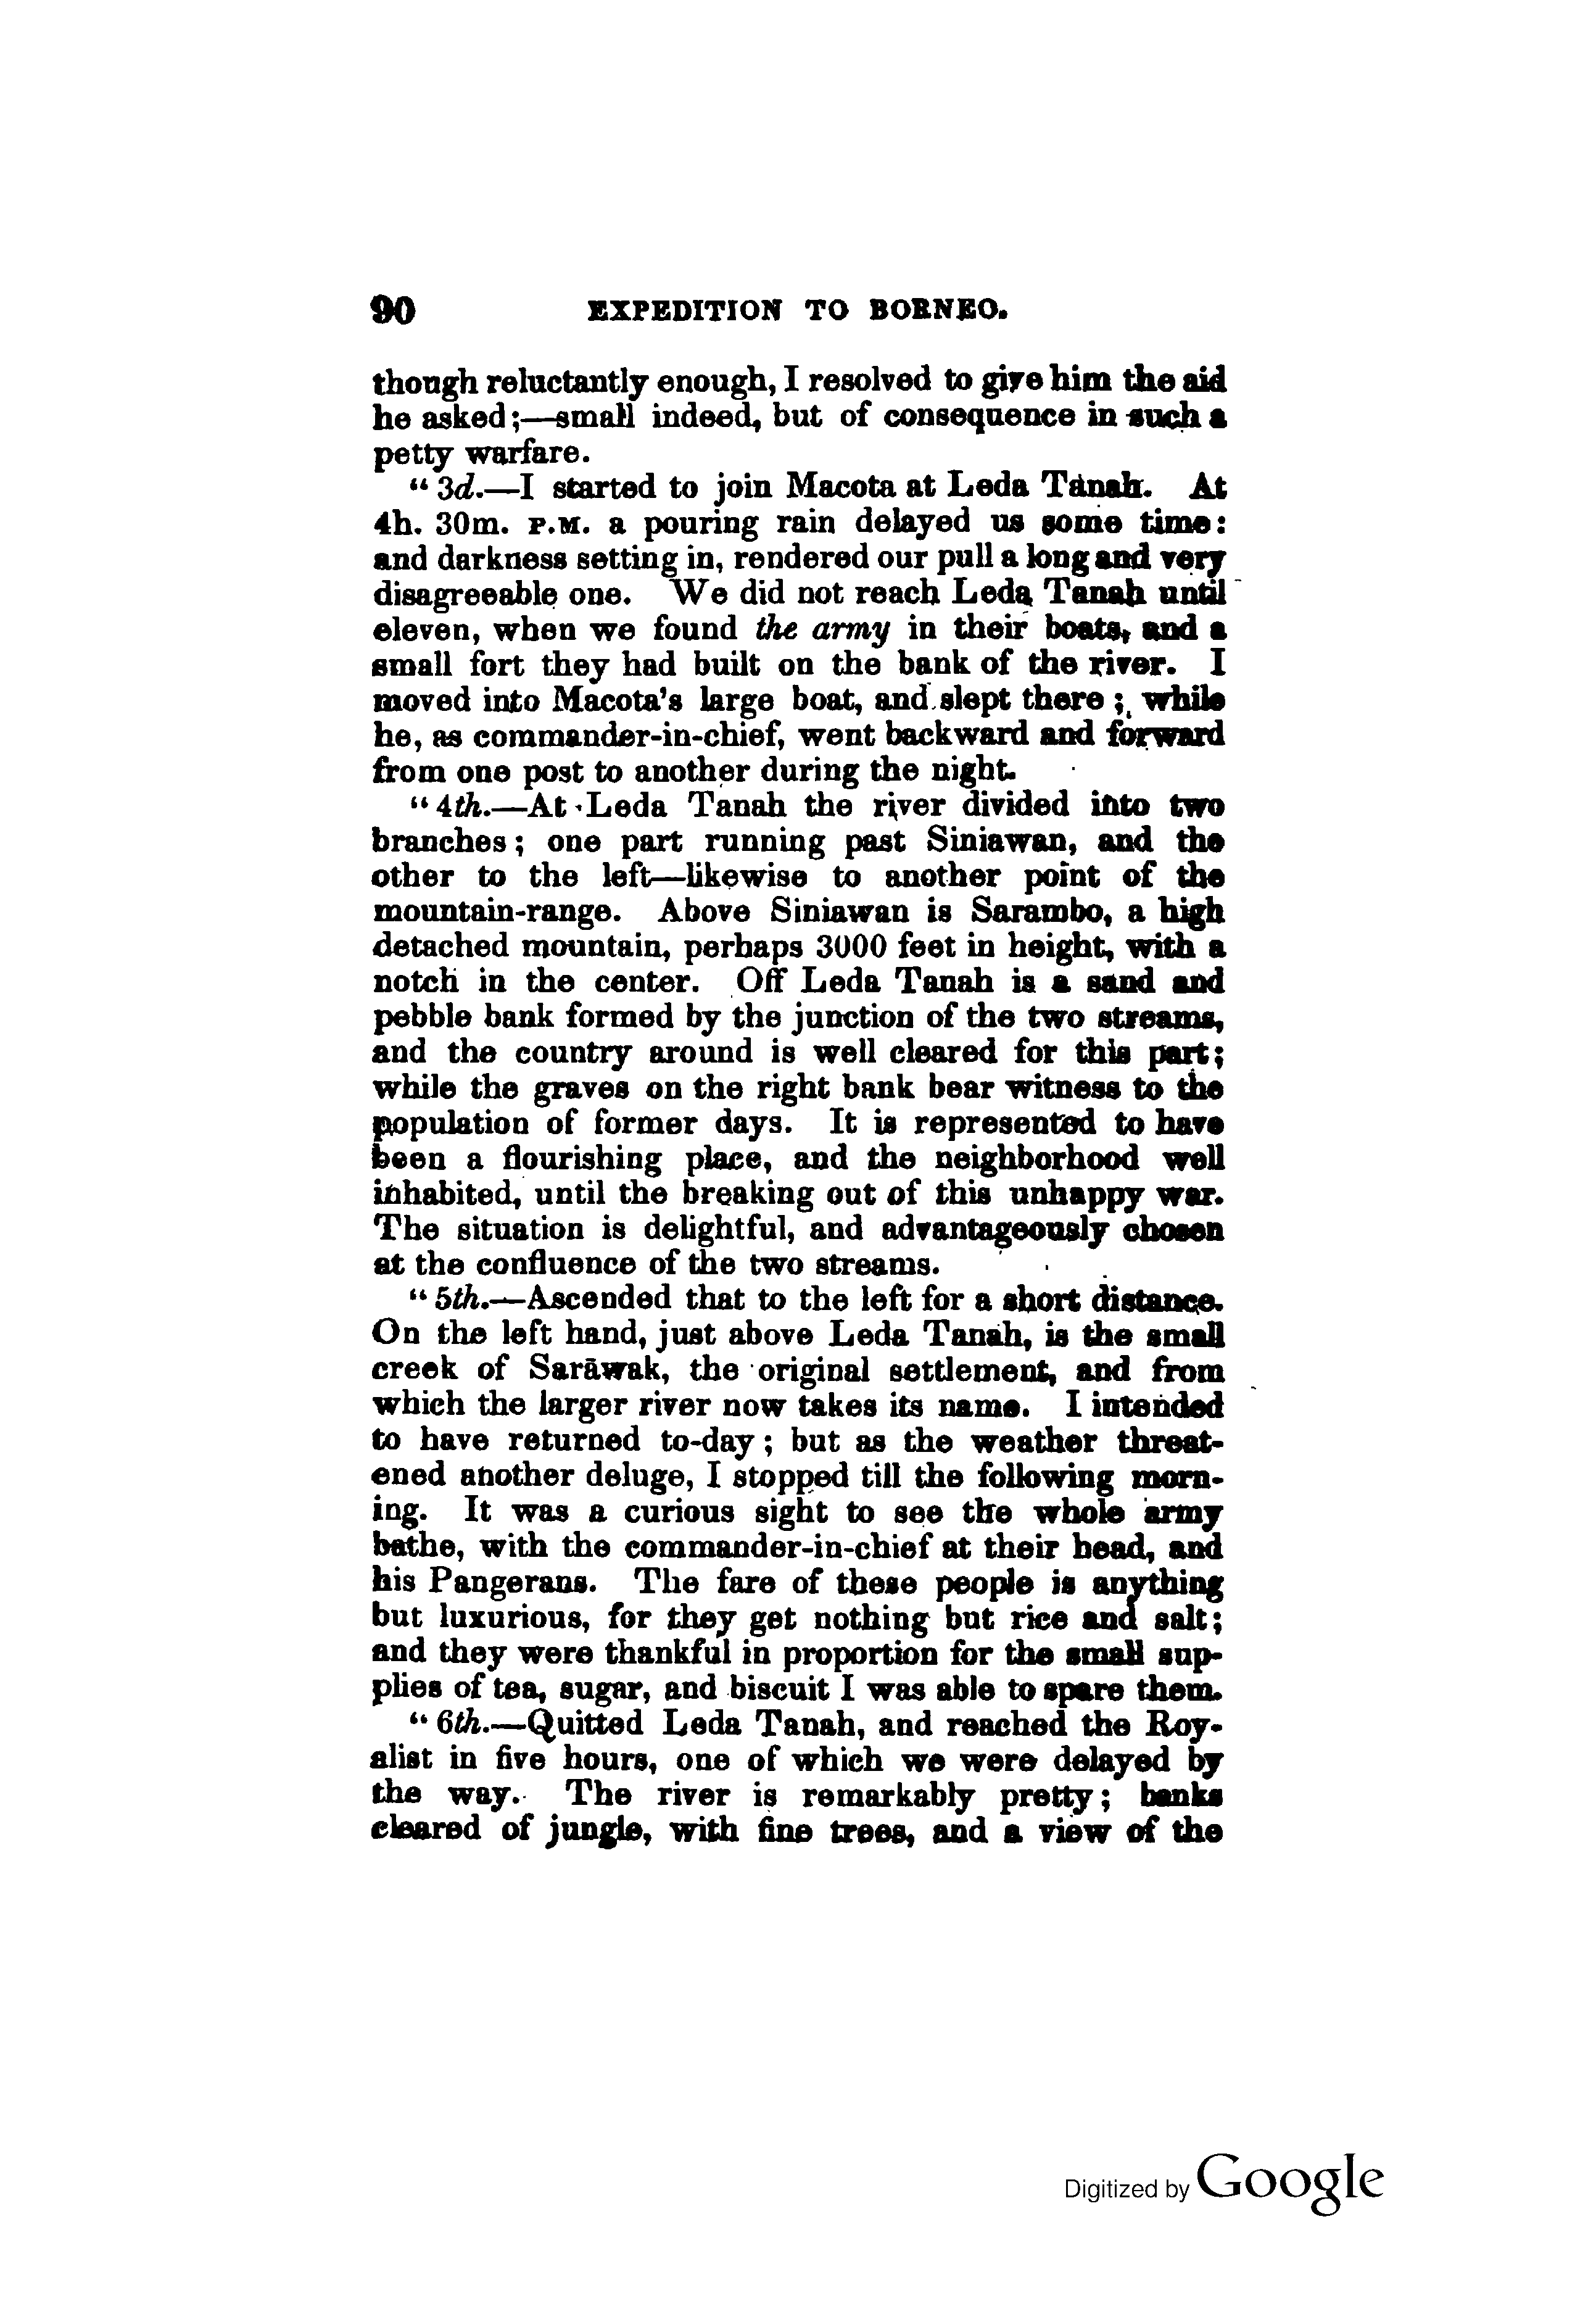 90 EXPEDITION TO BORNEO.
though reluctantly enough, I resolved to give him the aid
he asked;—small indeed, but of consequence in such a
petty warfare.
“ 3d.—I started to join Macota at Leda Tanah. At
4h. 30m. P.M. a pouring rain delayed us some time:
and darkness setting in, rendered our pull a long and very
disagreeable one. We did not reach Leda Tanah until
eleven, when we found the army in their boats, and a
small fort they had built on the bank of the river. I
moved into Macota's large boat, and slept there; while
he, as commander-in-chief, went backward and forward
from one post to another during the night.
“ 4th.—At Leda Tanah the river divided into two
branches; one part running past Siniawan, and the
other to the left—likewise to another point of the
mountain-range. Above Siniawan is Sarambo, a high
detached mountain, perhaps 3000 feet in height, with a
notch in the center. Off Leda Tanah is a sand and
pebble bank formed by the junction of the two streams,
and the country around is well cleared for this part;
while the graves on the right bank bear witness to the
population of former days. It is represented to have
been a flourishing place, and the neighborhood well
inhabited, until the breaking out of this unhappy war.
The situation is delightful, and advantageously chosen
at the confluence of the two streams.
“ 5th.—Ascended that to the left for a short distance.
On the left hand, just above Leda Tanah, is the small
creek of Sarāwak, the original settlement, and from
which the larger river now takes its name. I intended
to have returned to-day; but as the weather threat-
ened another deluge, I stopped till the following morn-
ing. It was a curious sight to see the whole army
bathe, with the commander-in-chief at their head, and
his Pangerans. The fare of these people is anything
but luxurious, for they get nothing but rice and salt;
and they were thankful in proportion for the small sup-
plies of tea, sugar, and biscuit I was able to spare them.
“ 6th.—Quitted Leda Tanah, and reached the Roy-
alist in five hours, one of which we were delayed by
the way. The river is remarkably pretty; banks
cleared of jungle, with fine trees, and a view of the
Digitized by Google